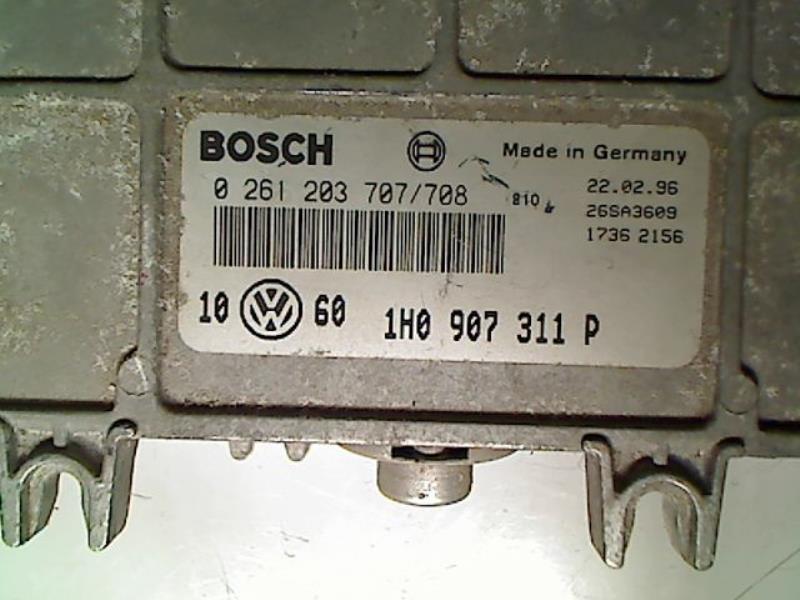 BOSCH Made in Germany
0 261 203 707/708 810 22.02.96
26SA3609
1736 2156
10 VW 60 1H0 907 311 P